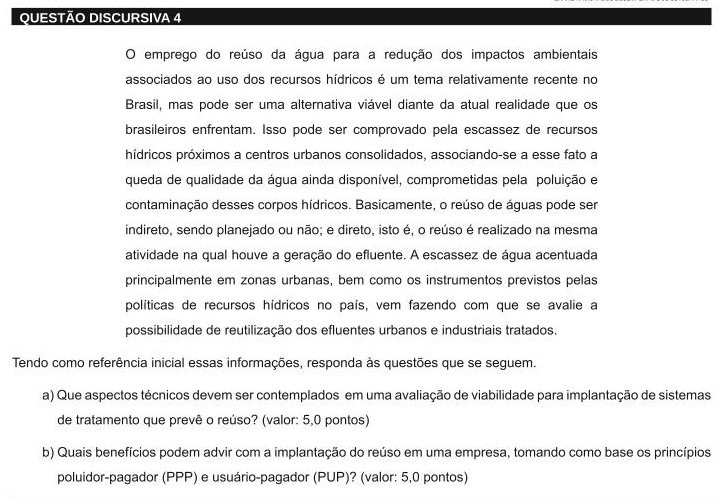 QUESTÃO DISCURSIVA 4
O emprego do reúso da água para a redução dos impactos ambientais
associados ao uso dos recursos hídricos é um tema relativamente recente no
Brasil, mas pode ser uma alternativa viável diante da atual realidade que os
brasileiros enfrentam. Isso pode ser comprovado pela escassez de recursos
hídricos próximos a centros urbanos consolidados, associando-se a esse fato a
queda de qualidade da água ainda disponível, comprometidas pela poluição e
contaminação desses corpos hídricos. Basicamente, o reúso de águas pode ser
indireto, sendo planejado ou não; e direto, isto é, o reúso é realizado na mesma
atividade na qual houve a geração do efluente. A escassez de água acentuada
principalmente em zonas urbanas, bem como os instrumentos previstos pelas
políticas de recursos hídricos no país, vem fazendo com que se avalie a
possibilidade de reutilização dos efluentes urbanos e industriais tratados.
Tendo como referência inicial essas informações, responda às questões que se seguem.
a) Que aspectos técnicos devem ser contemplados em uma avaliação de viabilidade para implantação de sistemas
de tratamento que prevê o reúso? (valor: 5,0 pontos)
b) Quais benefícios podem advir com a implantação do reúso em uma empresa, tomando como base os princípios
poluidor-pagador (PPP) e usuário-pagador (PUP)? (valor: 5,0 pontos)